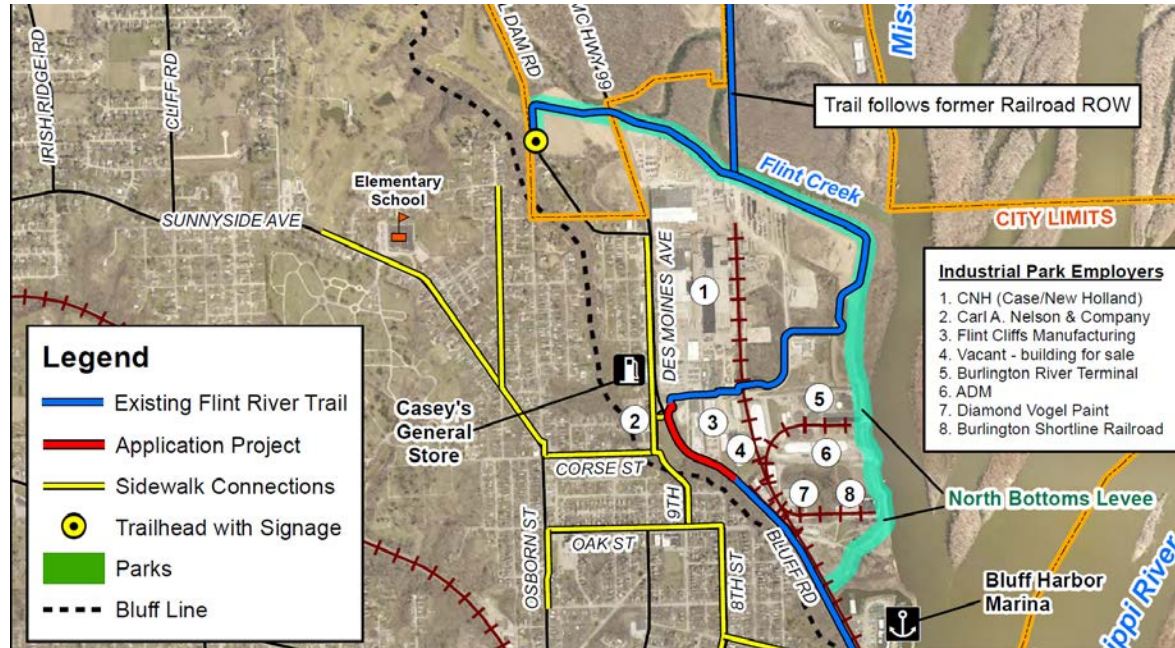 IRISH RIDGE RD
CLIFF RD
SUNNYSIDE AVE
Elementary
School
L DAM RD
MC HWY 99
Miss
Trail follows former Railroad ROW
Flint Creek
CITY LIMITS
DES MOINES AVE
Industrial Park Employers
1. CNH (Case/New Holland)
2. Carl A. Nelson & Company
3. Flint Cliffs Manufacturing
4. Vacant - building for sale
5. Burlington River Terminal
6. ADM
7. Diamond Vogel Paint
8. Burlington Shortline Railroad
Legend
Existing Flint River Trail
Application Project
Sidewalk Connections
Trailhead with Signage
Parks
Bluff Line
Casey's
General
Store
1
2
3
4
5
6
7
8
CORSE ST
9TH
OAK ST
OSBORN ST
8TH ST
BLUFF RD
North Bottoms Levee
Bluff Harbor
Marina
ippi River